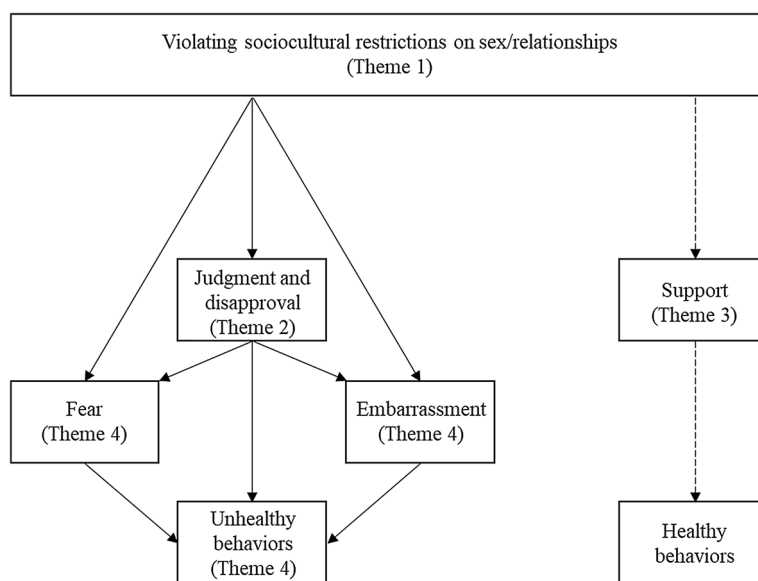 Violating sociocultural restrictions on sex/relationships
(Theme 1)
Judgment and
disapproval
(Theme 2)
Support
(Theme 3)
Fear
(Theme 4)
Embarrassment
(Theme 4)
Unhealthy
behaviors
(Theme 4)
Healthy
behaviors